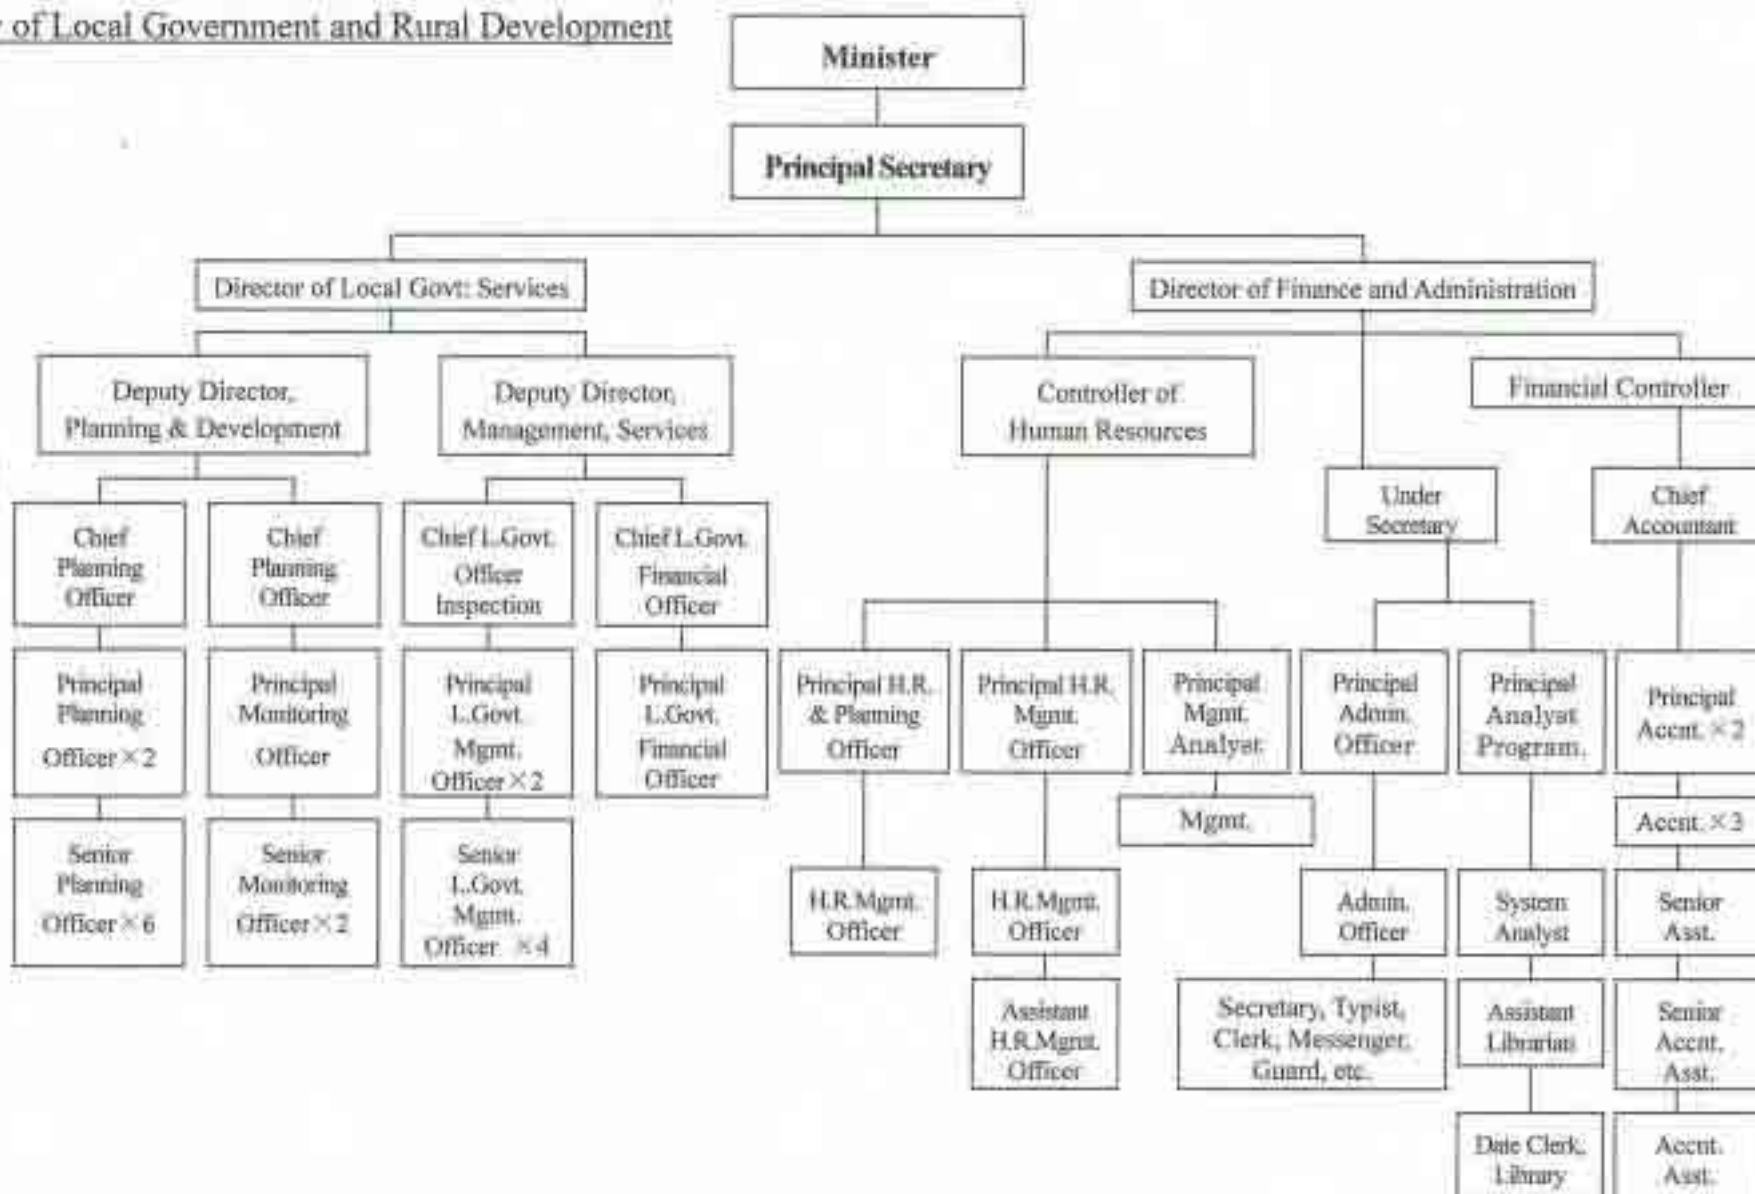 of Local Government and Rural Development
Minister
Principal Secretary
Director of Local Govt: Services
Director of Finance and Administration
Deputy Director,
Planning & Development
Deputy Director,
Management, Services
Controller of
Human Resources
Financial Controller
Under
Secretary
Chief
Accountant
Chief
Planning
Officer
Chief
Planning
Officer
Chief L.Govt.
Officer
Inspection
Chief L.Govt.
Financial
Officer
Principal
Planning
Officer×2
Principal
Monitoring
Officer
Principal
L.Govt.
Mgmt.
Officer×2
Principal
L.Govt.
Financial
Officer
Principal H.R.
& Planning
Officer
Principal H.R.
Mgmt.
Officer
Principal
Mgmt.
Analyst
Principal
Admin.
Officer
Principal
Analyst
Program.
Principal
Accnt. ×2
Mgmt.
Accnt. ×3
Senior
Planning
Officer×6
Senior
Monitoring
Officer×2
Senior
L.Govt.
Mgmt.
Officer ×4
H.R.Mgmt.
Officer
H.R.Mgmt.
Officer
Admin.
Officer
System
Analyst
Senior
Asst.
Assistant
H.R.Mgmt.
Officer
Secretary, Typist,
Clerk, Messenger,
Guard, etc.
Assistant
Librarian
Senior
Accnt.
Asst.
Date Clerk,
Library
Accnt.
Asst.